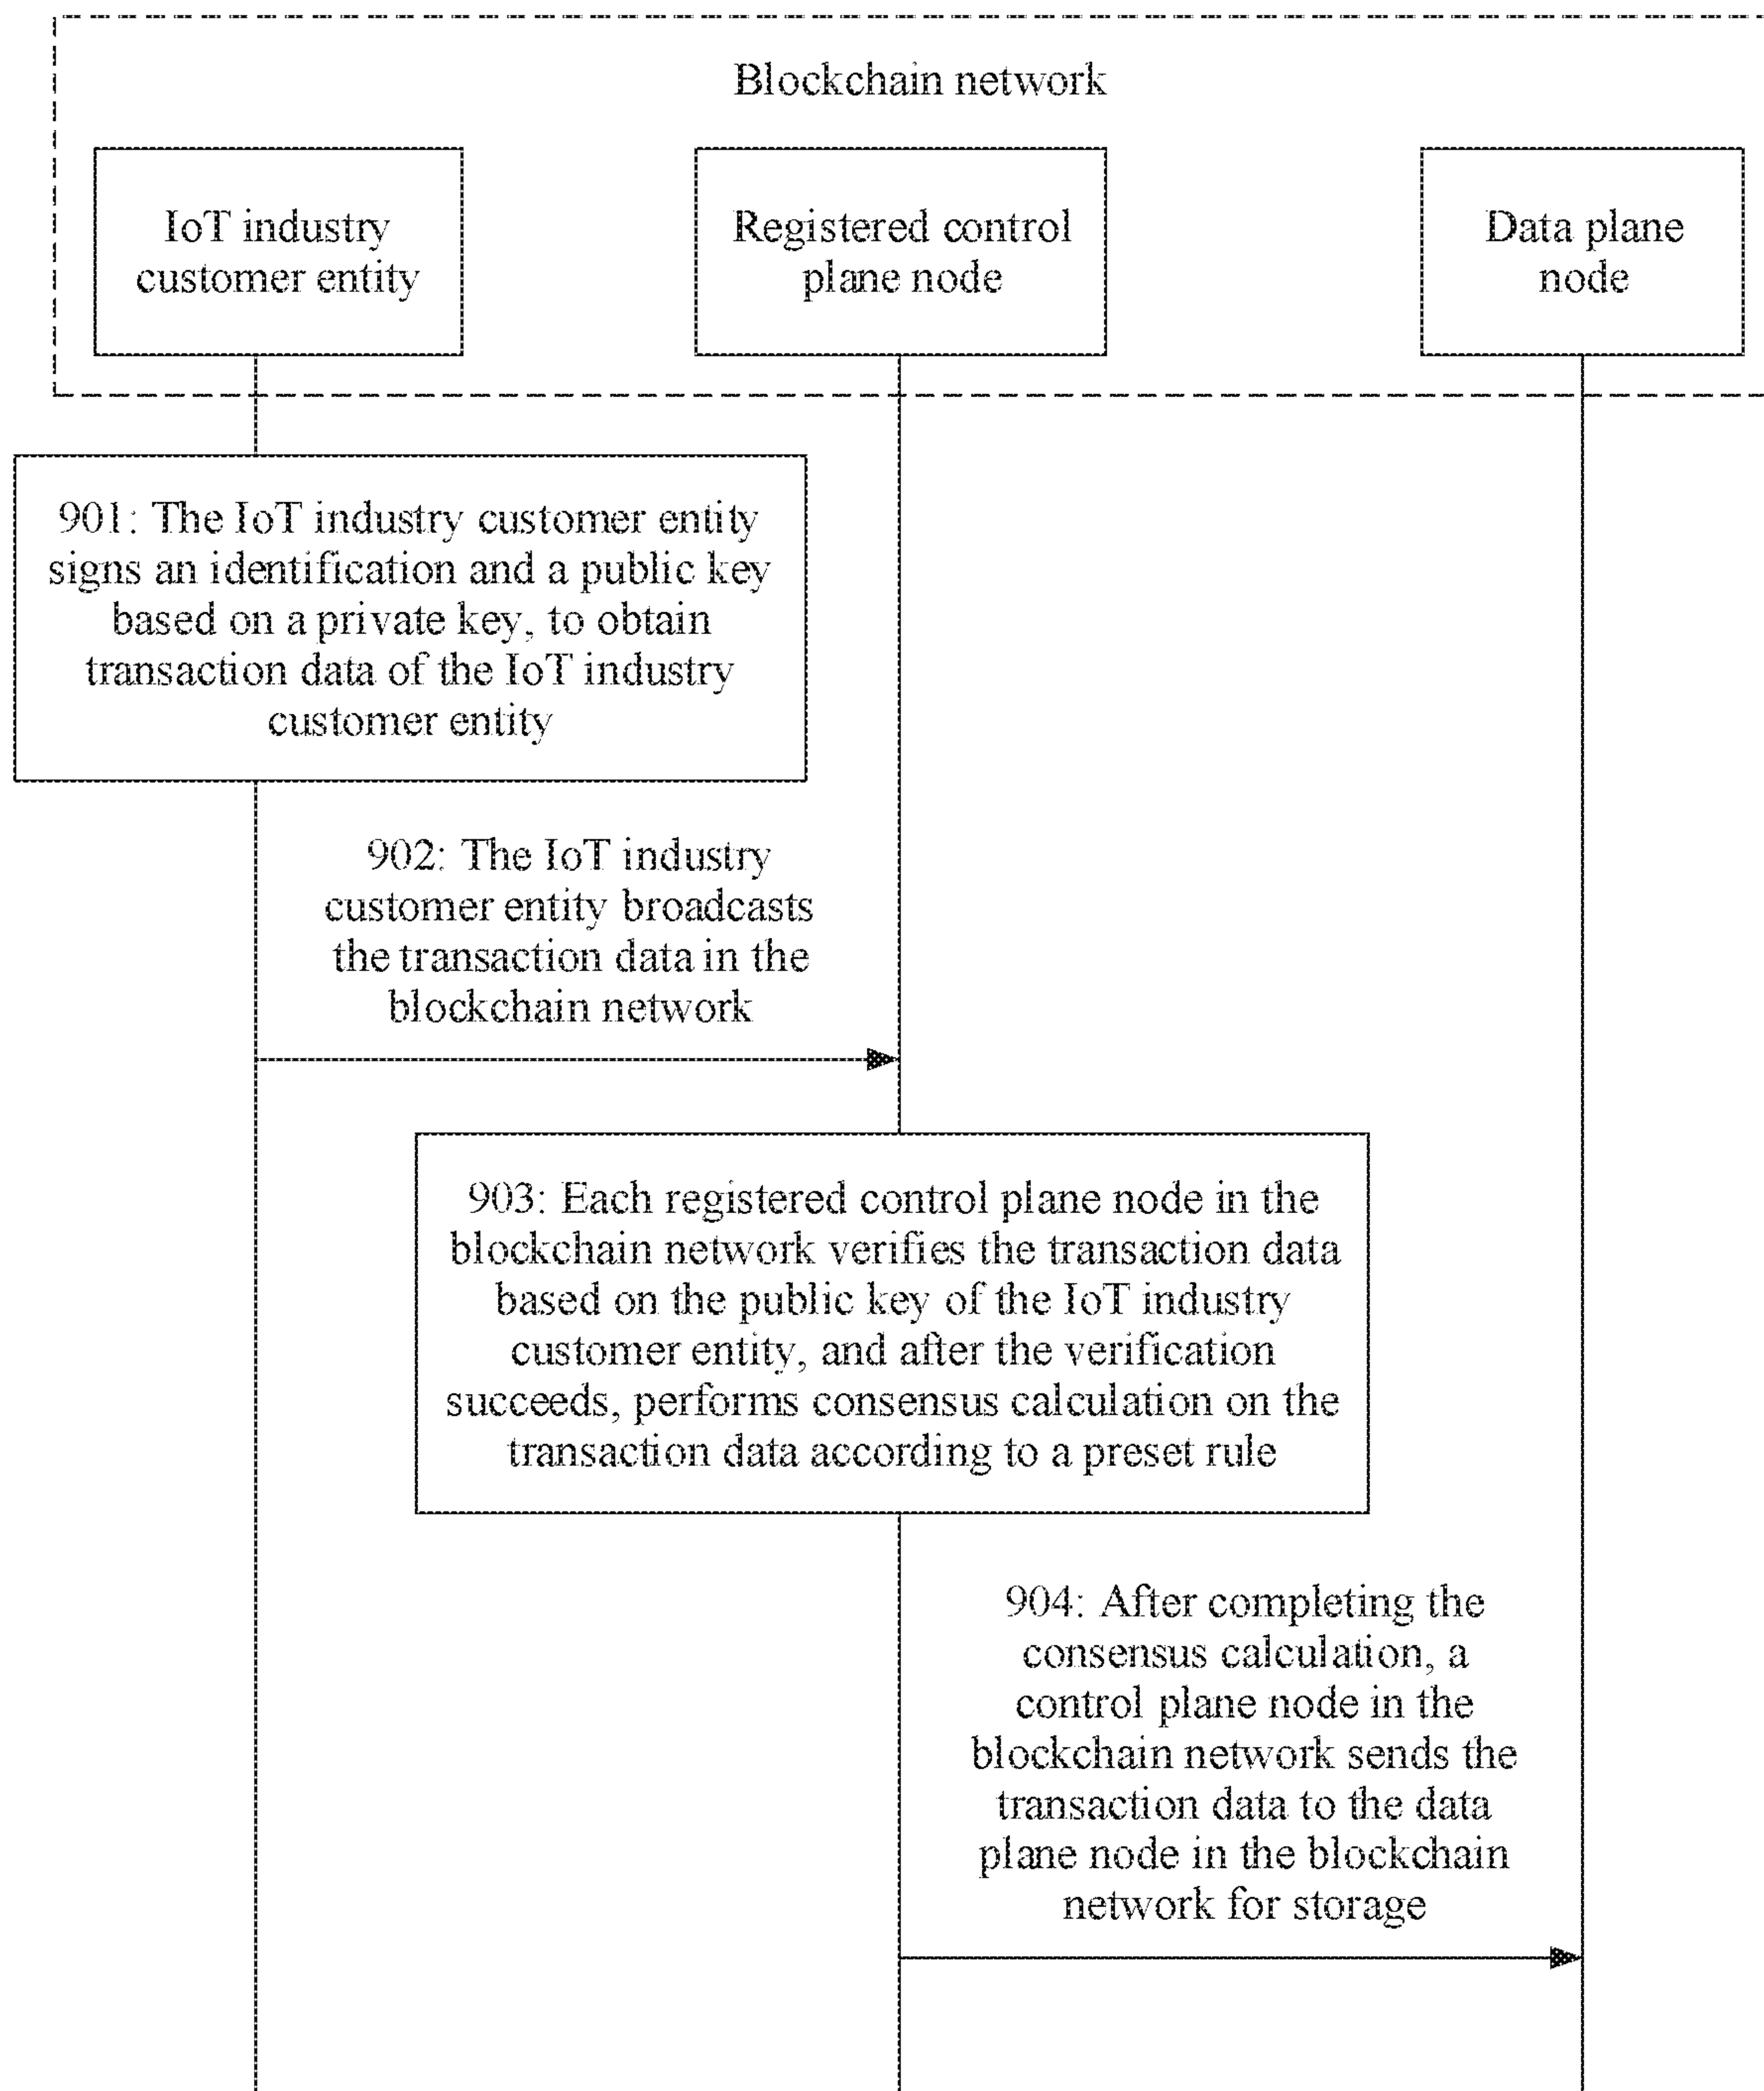 Blockchain network
IoT industry
customer entity
Registered control
plane node
Data plane
node
901: The IoT industry customer entity
signs an identification and a public key
based on a private key, to obtain
transaction data of the IoT industry
customer entity
902: The IoT industry
customer entity broadcasts
the transaction data in the
blockchain network
903: Each registered control plane node in the
blockchain network verifies the transaction data
based on the public key of the IoT industry
customer entity, and after the verification
succeeds, performs consensus calculation on the
transaction data according to a preset rule
904: After completing the
consensus calculation, a
control plane node in the
blockchain network sends the
transaction data to the data
plane node in the blockchain
network for storage